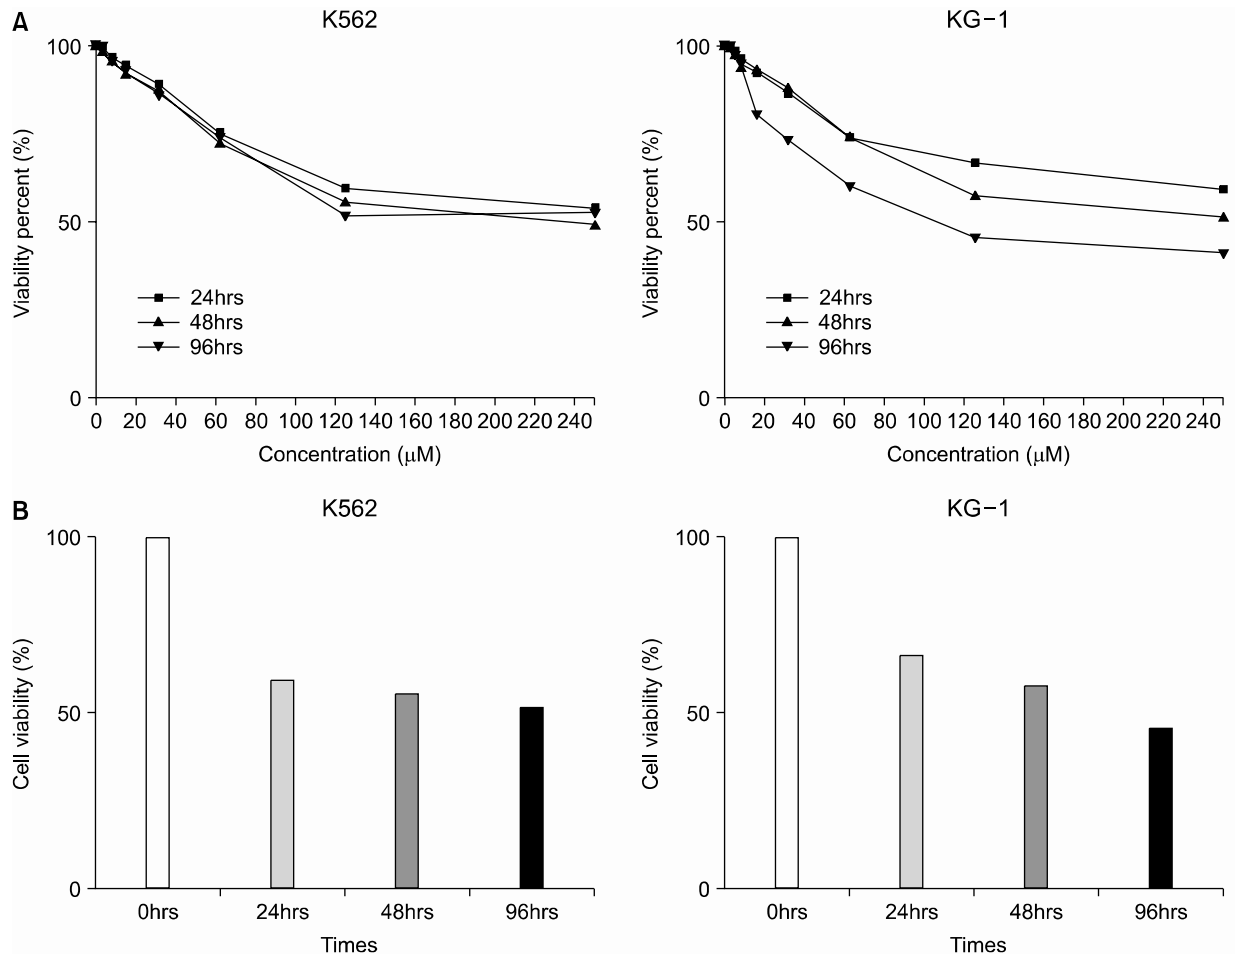 A
K562
100
50
0
Viability percent (%)
24hrs
48hrs
96hrs
0 20 40 60 80 100 120 140 160 180 200 220 240
Concentration (μM)
KG−1
100
50
0
Viability percent (%)
24hrs
48hrs
96hrs
0 20 40 60 80 100 120 140 160 180 200 220 240
Concentration (μM)
B
K562
100
50
0
Cell viability (%)
0hrs 24hrs 48hrs 96hrs
Times
KG−1
100
50
0
Cell viability (%)
0hrs 24hrs 48hrs 96hrs
Times